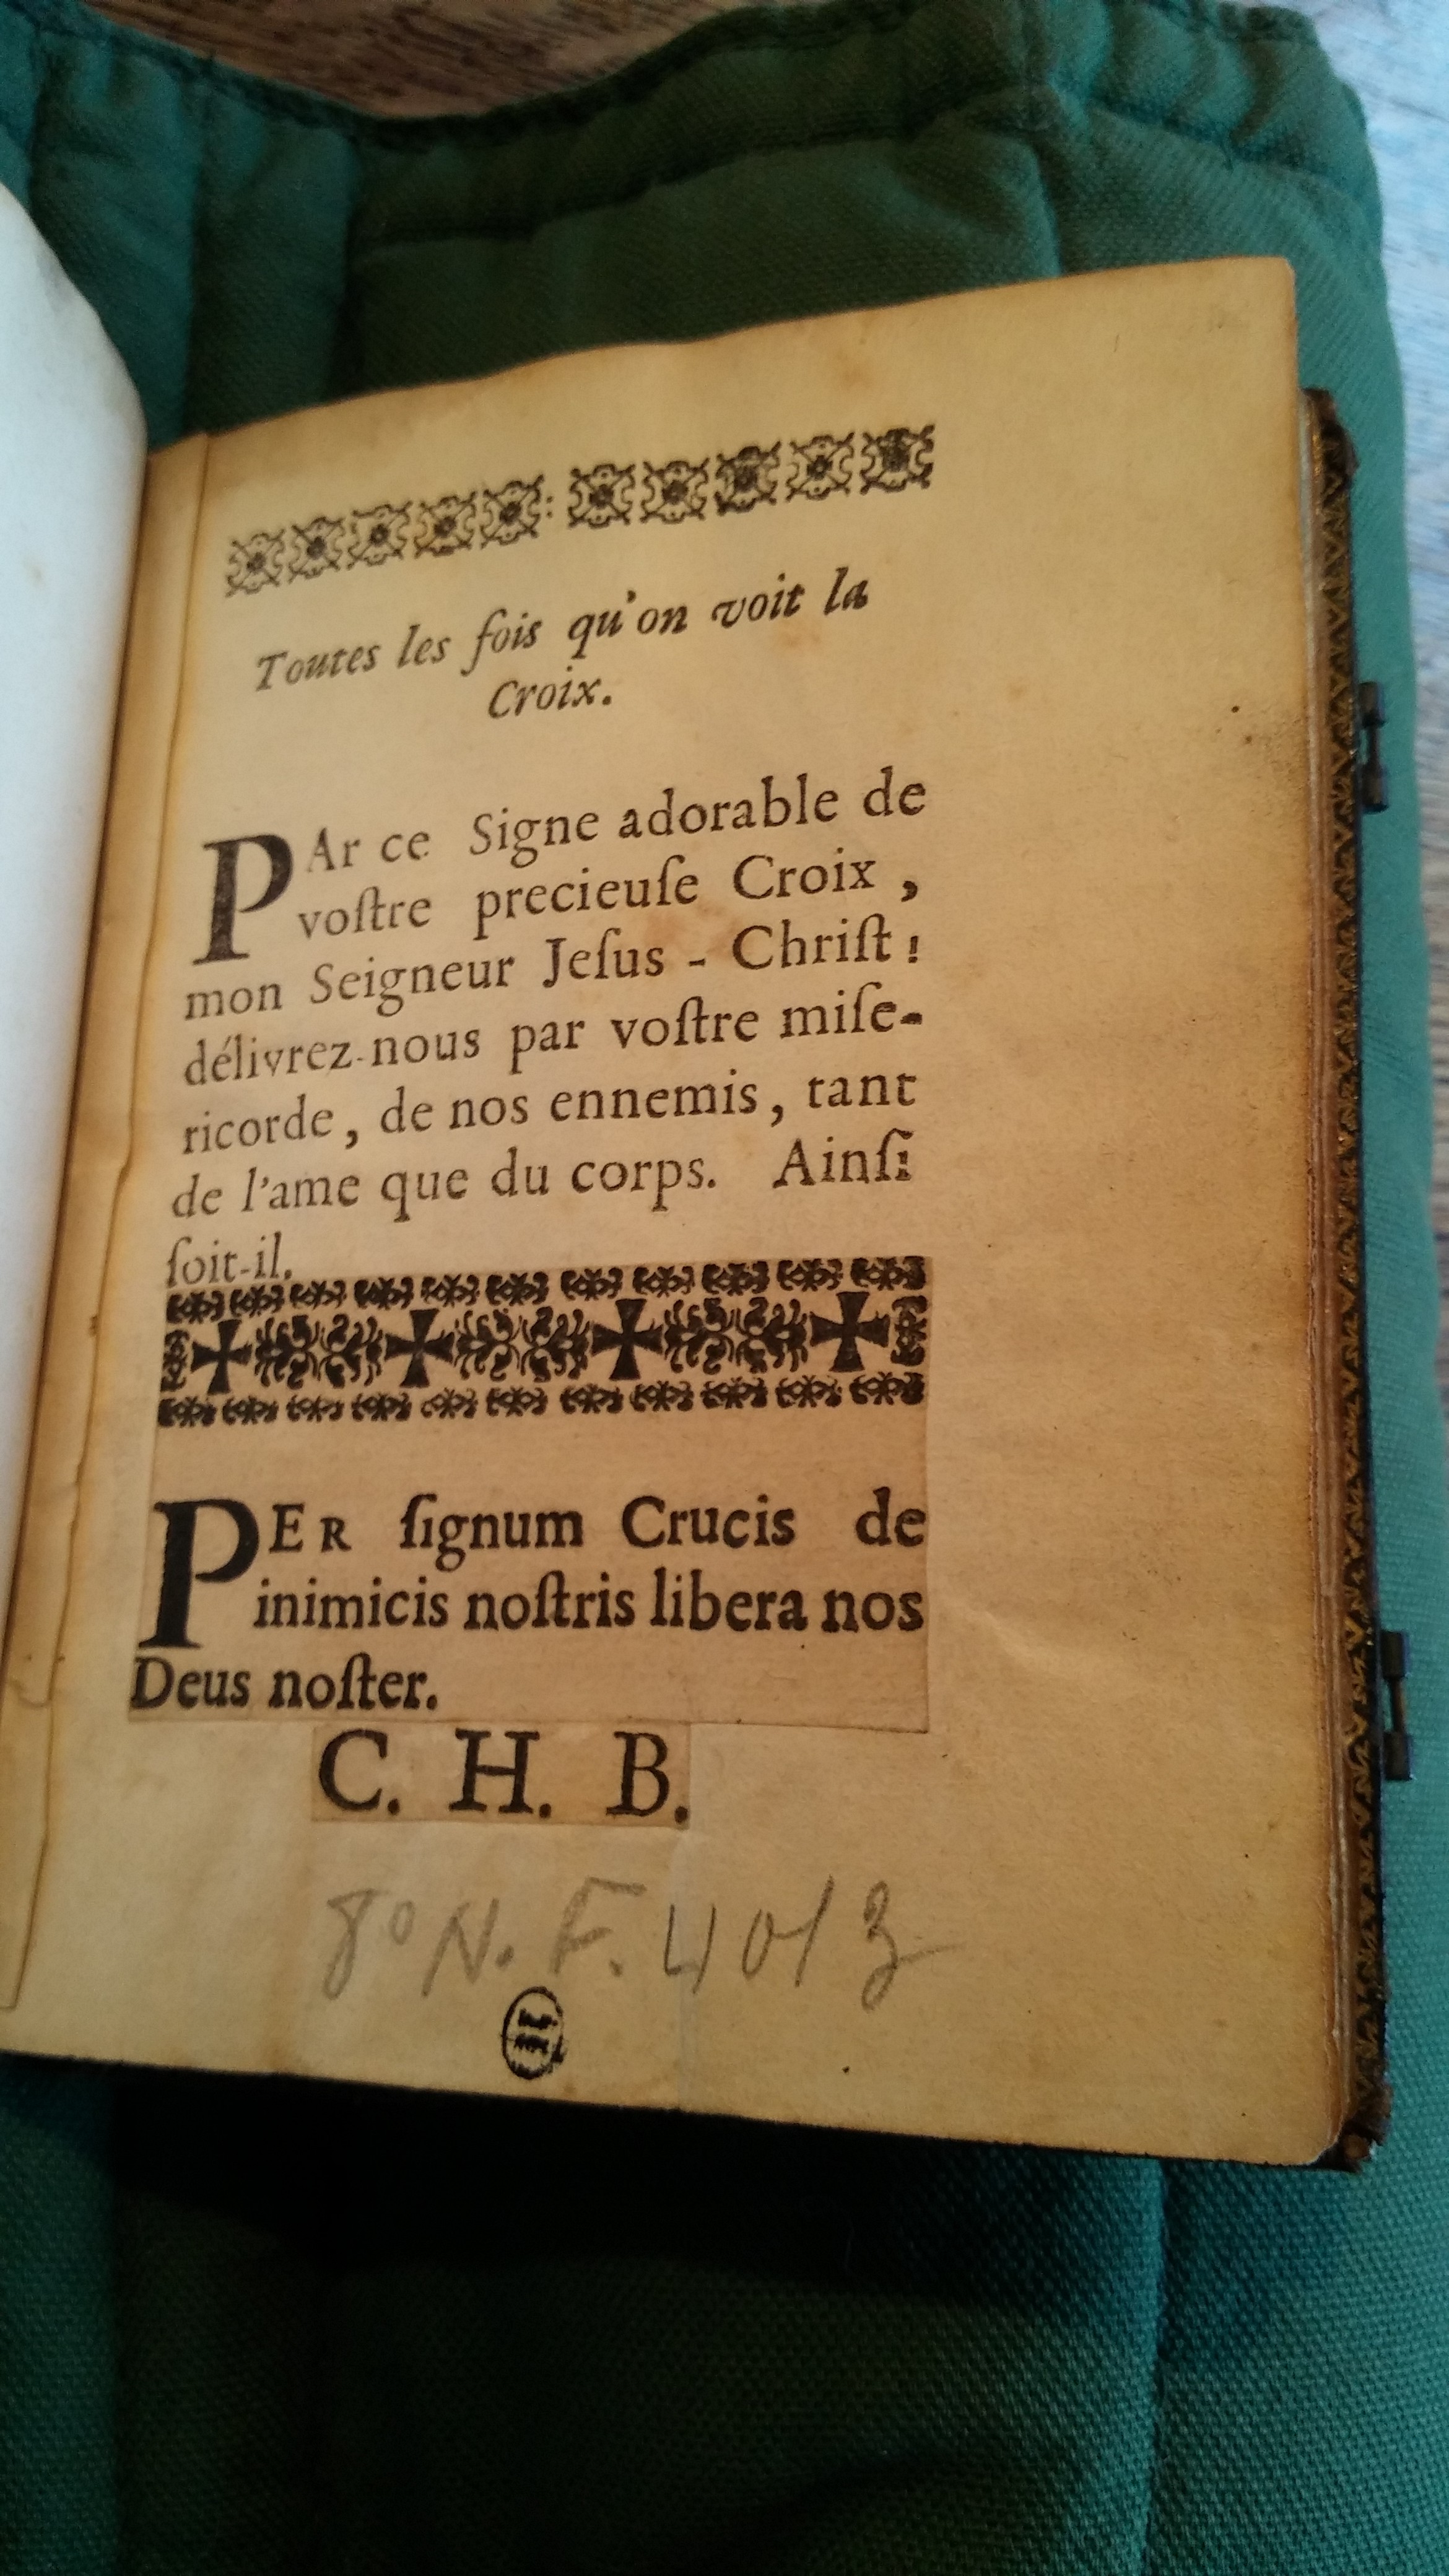 Toutes les fois qu'on voit la
Croix.
PAr ce Signe adorable de
voſtre precieuſe Croix,
mon Seigneur Jeſus-Chriſt!
délivrez-nous par voſtre miſe-
ricorde, de nos ennemis, tant
de l'ame que du corps. Ainſi
ſoit-il.
PER ſignum Crucis de
inimicis noſtris libera nos
Deus noſter.
C. H. B.
8° N. F. 4013